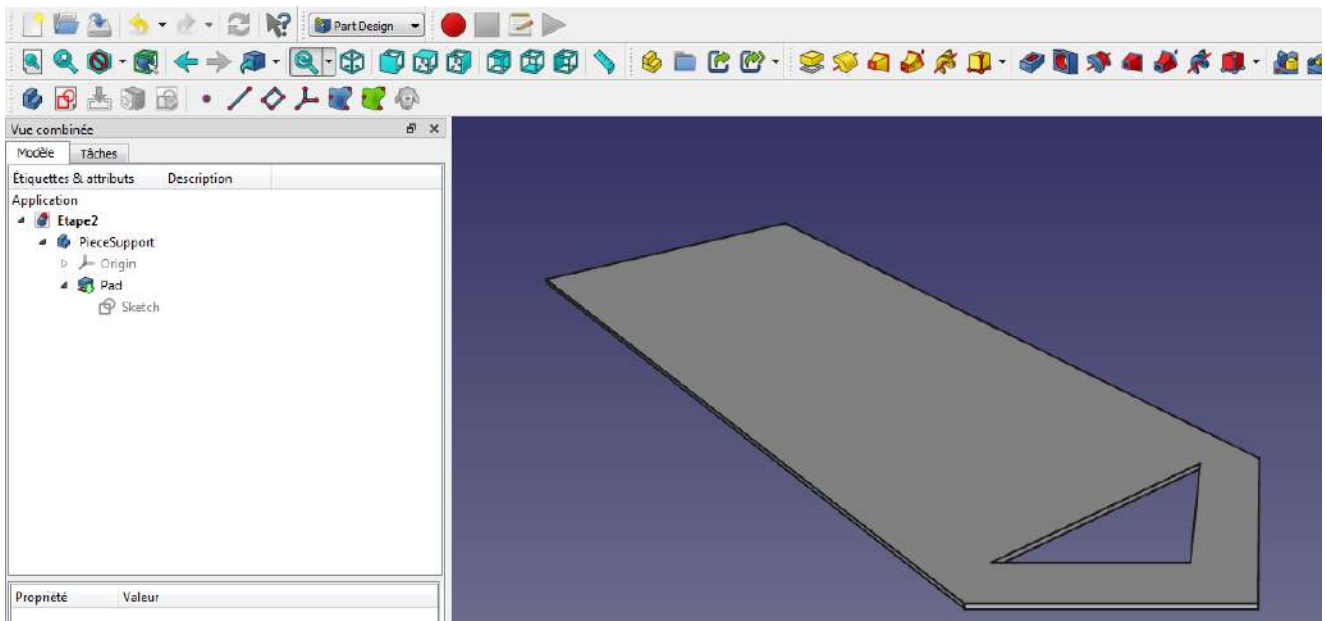 Part Design
Vue combinée
Modèle Tâches
Étiquettes & attributs Description
Application
Etape2
PieceSupport
Origin
Pad
Sketch
Propriété Valeur